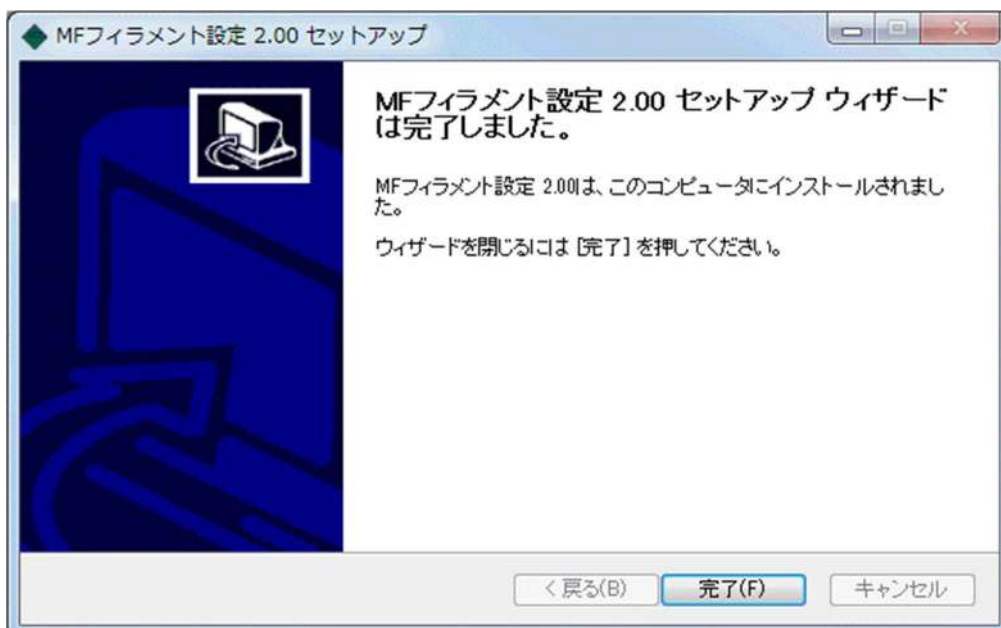 MFフィラメント設定 2.00 セットアップ
MFフィラメント設定 2.00 セットアップ ウィザード
は完了しました。
MFフィラメント設定 2.00は、このコンピュータにインストールされまし
た。
ウィザードを閉じるには [完了] を押してください。
< 戻る(B)
完了(F)
キャンセル